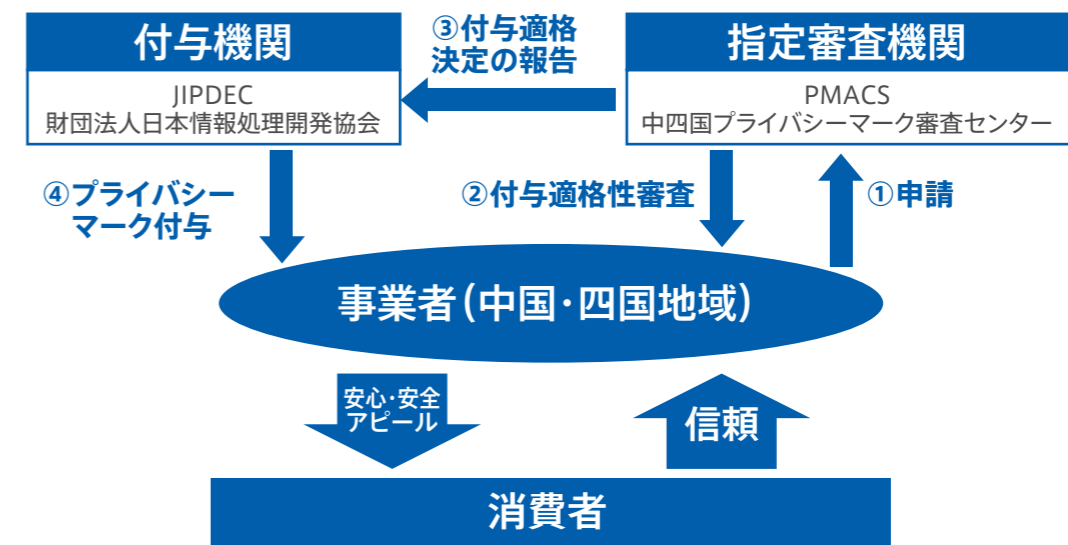 付与機関
JIPDEC
財団法人日本情報処理開発協会
③付与適格
決定の報告
指定審査機関
PMACS
中四国プライバシーマーク審査センター
④プライバシー
マーク付与
②付与適格性審査
①申請
事業者(中国・四国地域)
安心・安全
アピール
信頼
消費者